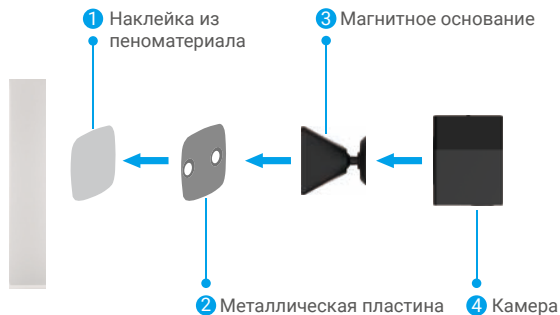 1 Наклейка из
пеноматериала
3 Магнитное основание
2 Металлическая пластина
4 Камера